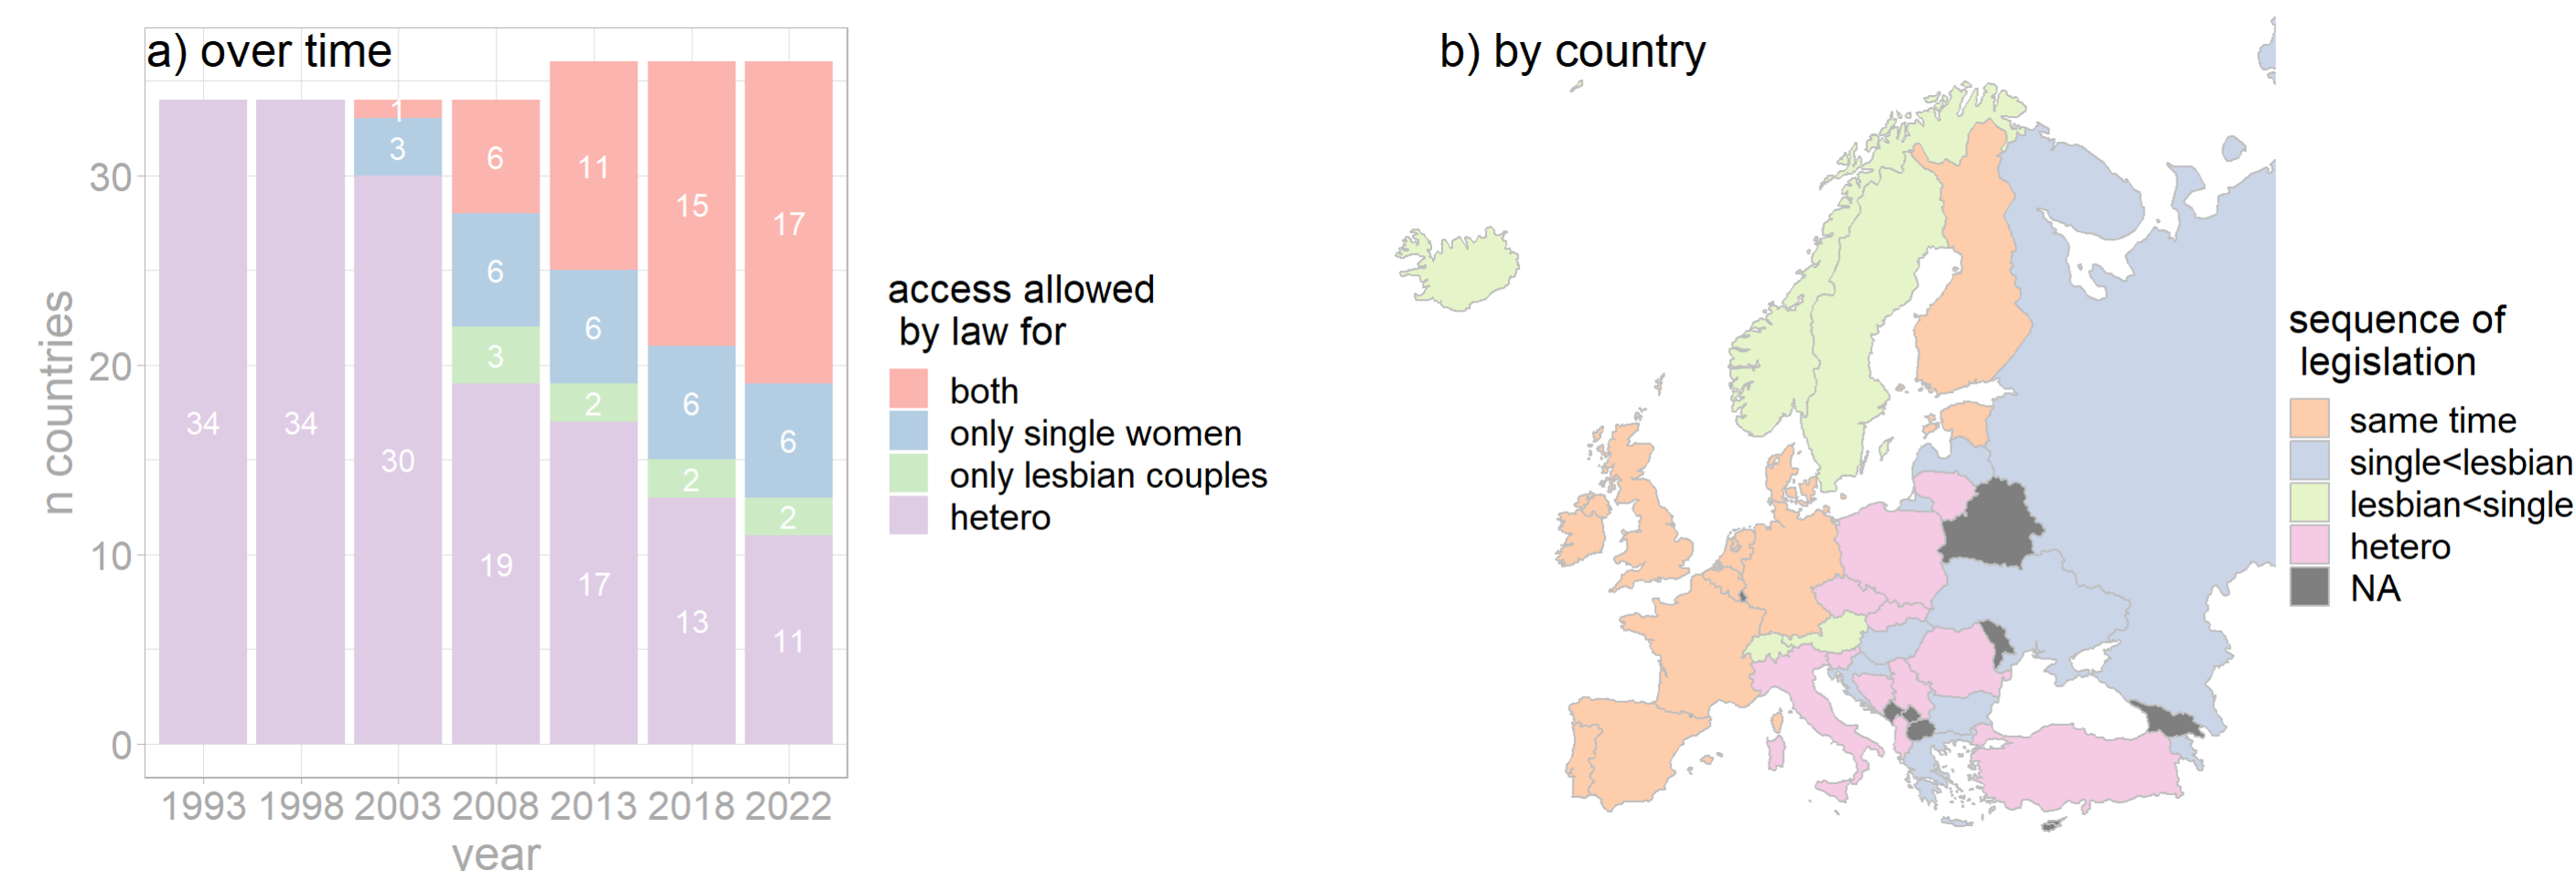 a) over time
n countries
30
20
10
0
34
34
1
3
30
6
6
3
19
11
6
2
17
15
6
2
13
17
6
2
11
1993 1998 2003 2008 2013 2018 2022
year
access allowed
by law for
both
only single women
only lesbian couples
hetero
b) by country
sequence of
legislation
same time
single<lesbian
lesbian<single
hetero
NA